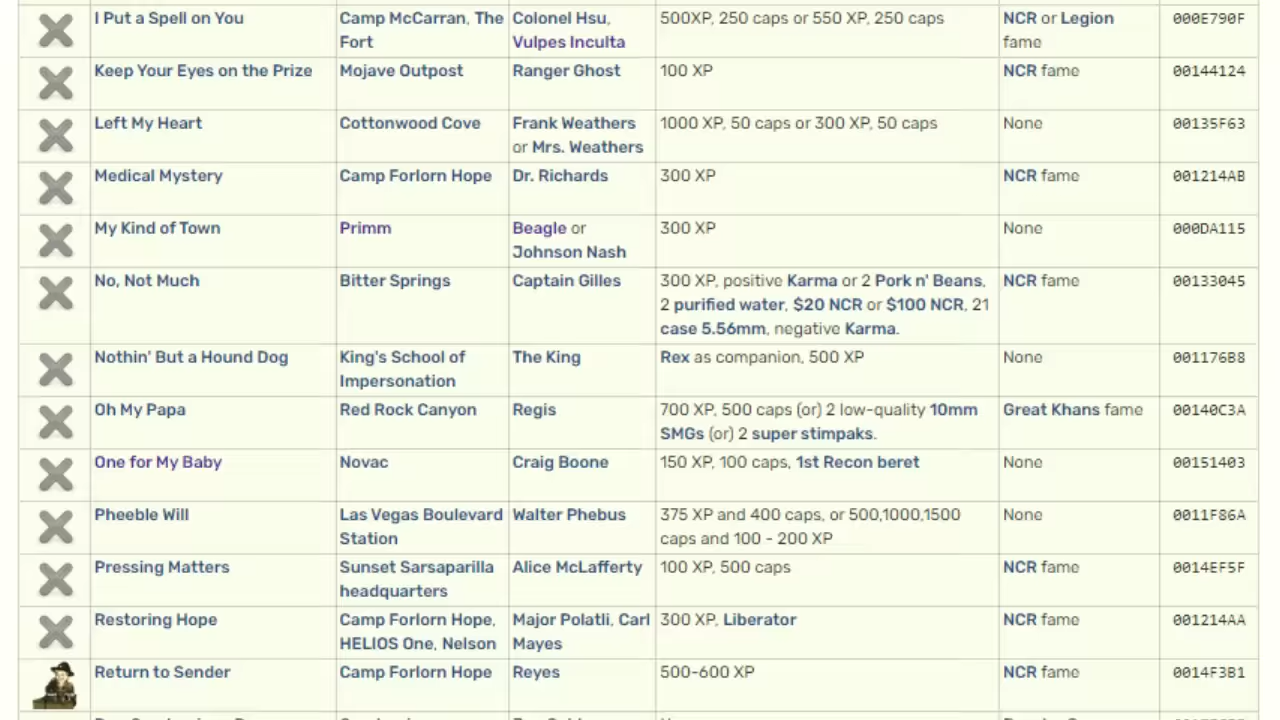 I Put a Spell on You Camp McCarran, The Colonel Hsu, 500XP, 250 caps or 550 XP, 250 caps NCR or Legion 000E790F
Fort Vulpes Inculta fame
Keep Your Eyes on the Prize Mojave Outpost Ranger Ghost 100 XP NCR fame 00144124
Left My Heart Cottonwood Cove Frank Weathers 1000 XP, 50 caps or 300 XP, 50 caps None 00135F63
or Mrs. Weathers
Medical Mystery Camp Forlorn Hope Dr. Richards 300 XP NCR fame 001214AB
My Kind of Town Primm Beagle or 300 XP None 000DA115
Johnson Nash
No, Not Much Bitter Springs Captain Gilles 300 XP, positive Karma or 2 Pork n' Beans, NCR fame 00133045
2 purified water, $20 NCR or $100 NCR, 21
case 5.56mm, negative Karma.
Nothin' But a Hound Dog King's School of The King Rex as companion, 500 XP None 001176B8
Impersonation
Oh My Papa Red Rock Canyon Regis 700 XP, 500 caps (or) 2 low-quality 10mm Great Khans fame 00140C3A
SMGs (or) 2 super stimpaks.
One for My Baby Novac Craig Boone 150 XP, 100 caps, 1st Recon beret None 00151403
Pheeble Will Las Vegas Boulevard Walter Phebus 375 XP and 400 caps, or 500,1000,1500 None 0011F86A
Station caps and 100 - 200 XP
Pressing Matters Sunset Sarsaparilla Alice McLafferty 100 XP, 500 caps NCR fame 0014EF5F
headquarters
Restoring Hope Camp Forlorn Hope, Major Polatli, Carl 300 XP, Liberator NCR fame 001214AA
HELIOS One, Nelson Mayes
Return to Sender Camp Forlorn Hope Reyes 500-600 XP NCR fame 0014F3B1